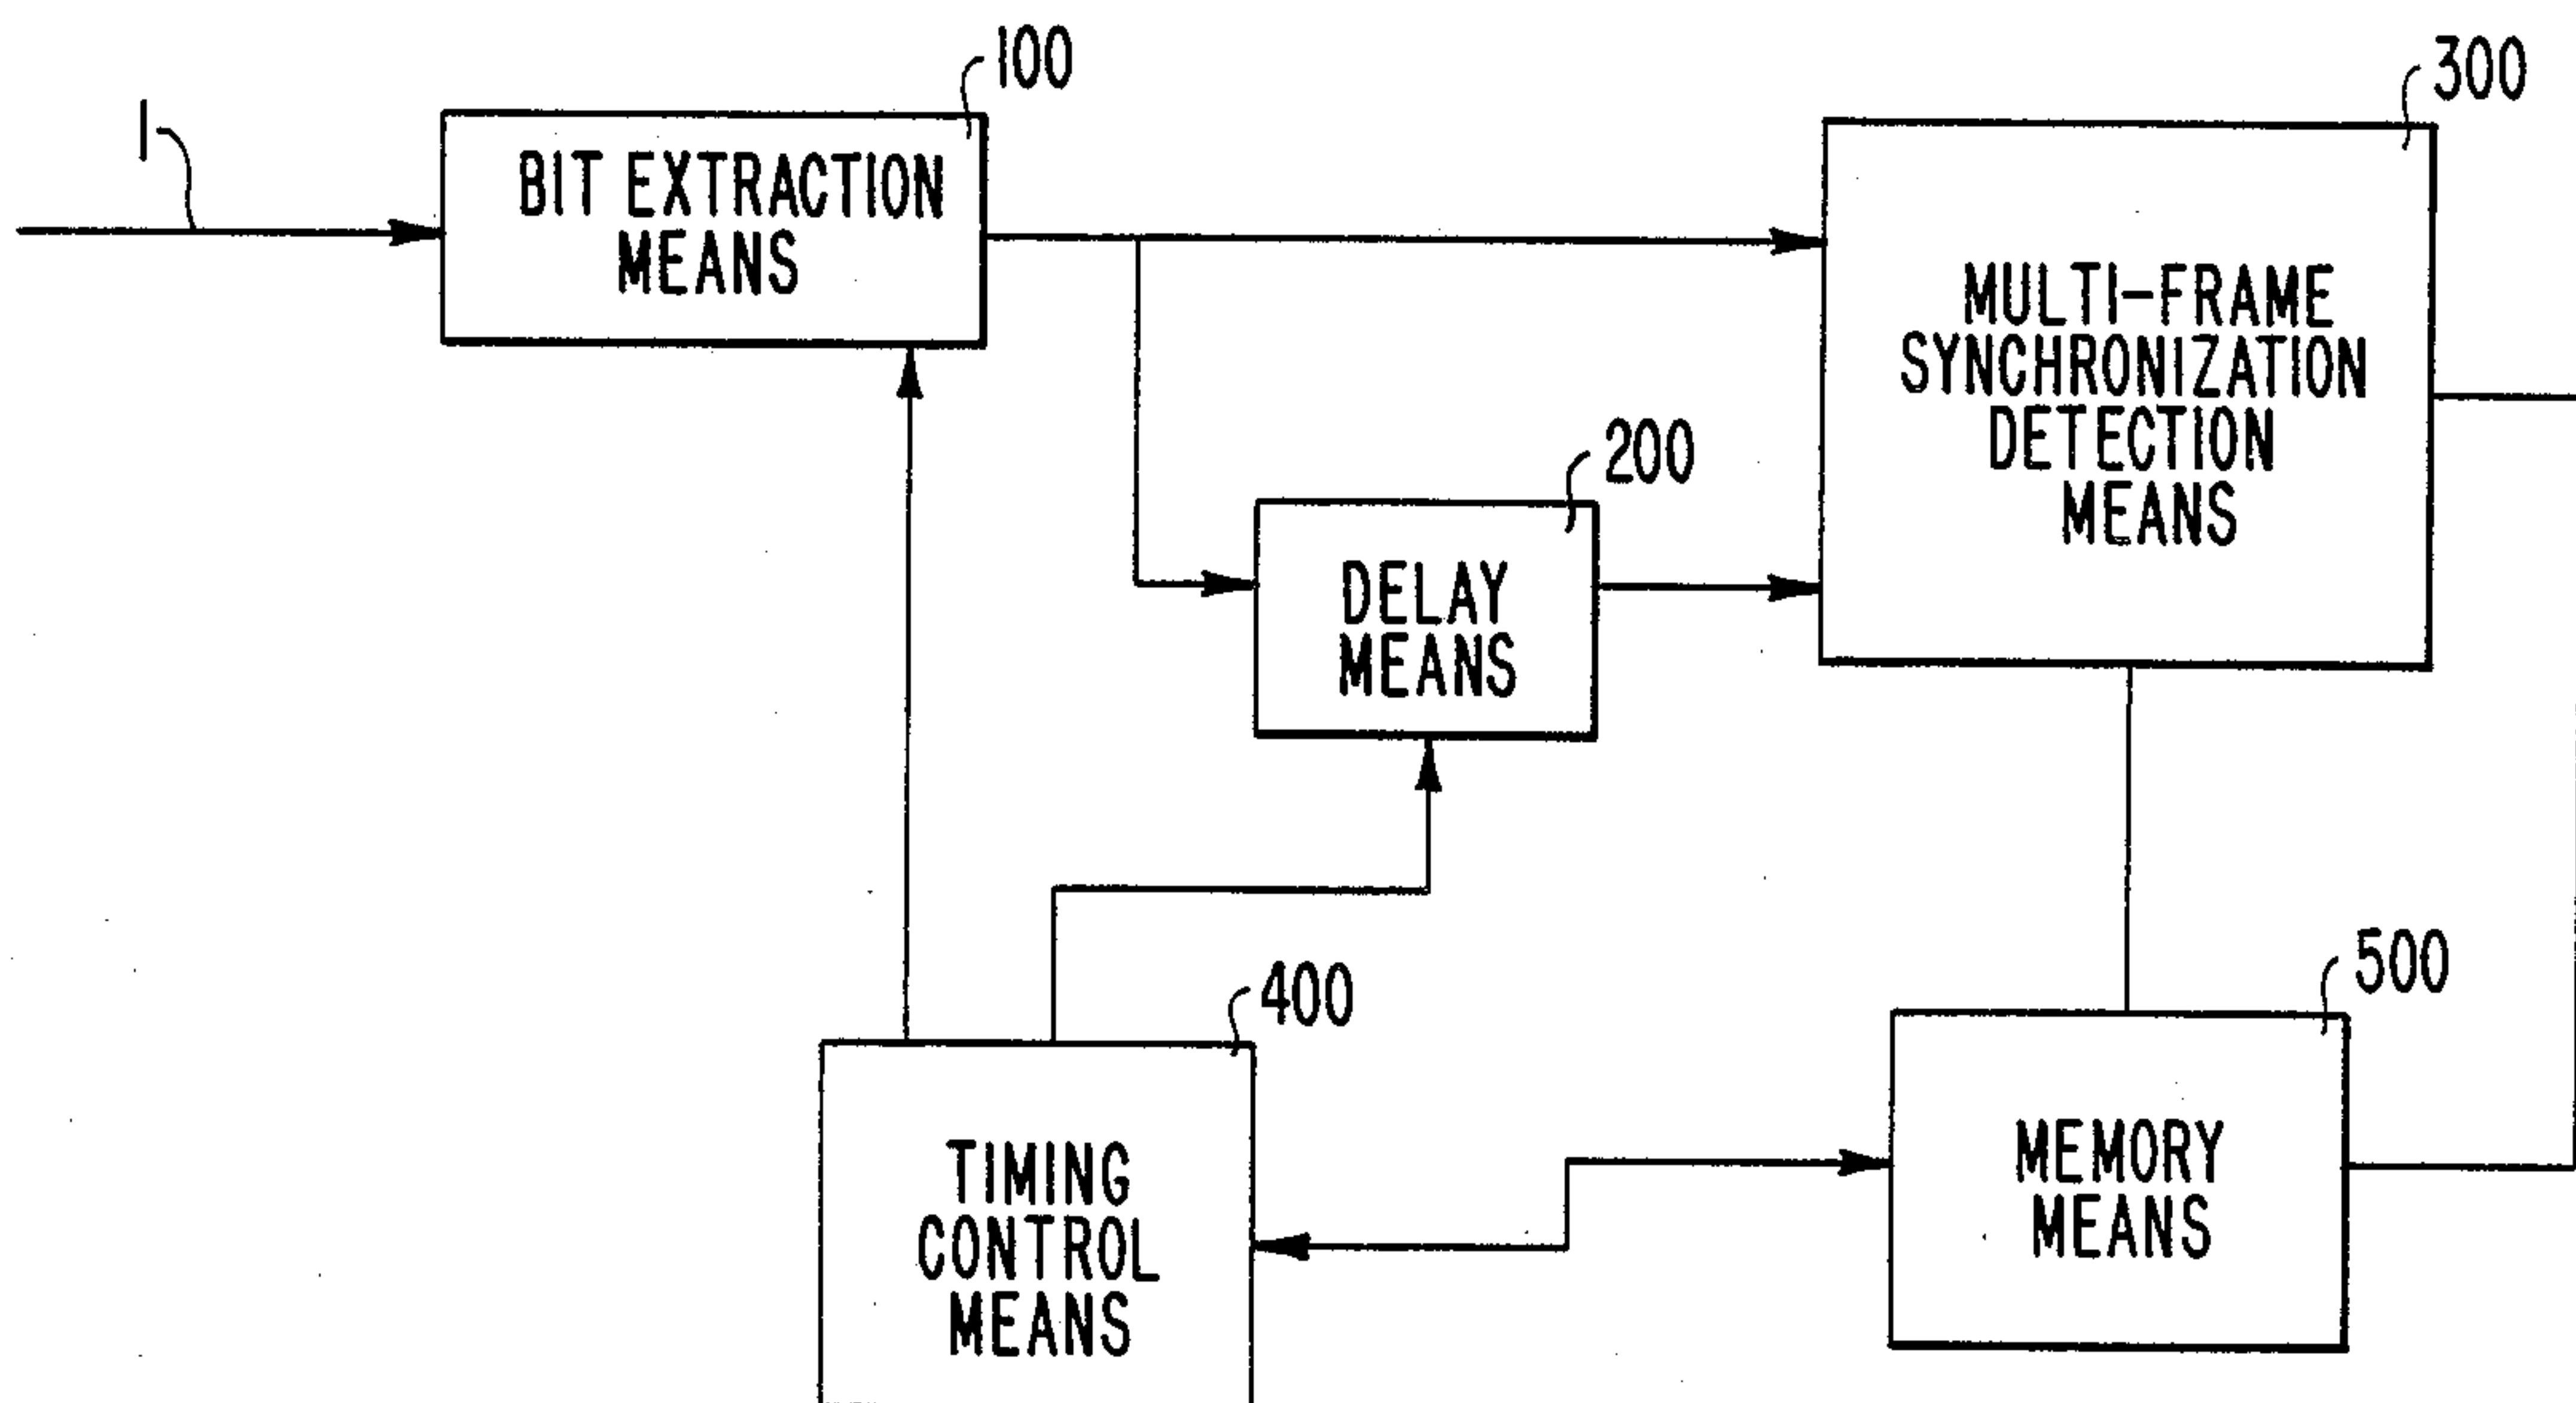 1
100
BIT EXTRACTION
MEANS
300
MULTI-FRAME
SYNCHRONIZATION
DETECTION
MEANS
200
DELAY
MEANS
400
TIMING
CONTROL
MEANS
500
MEMORY
MEANS